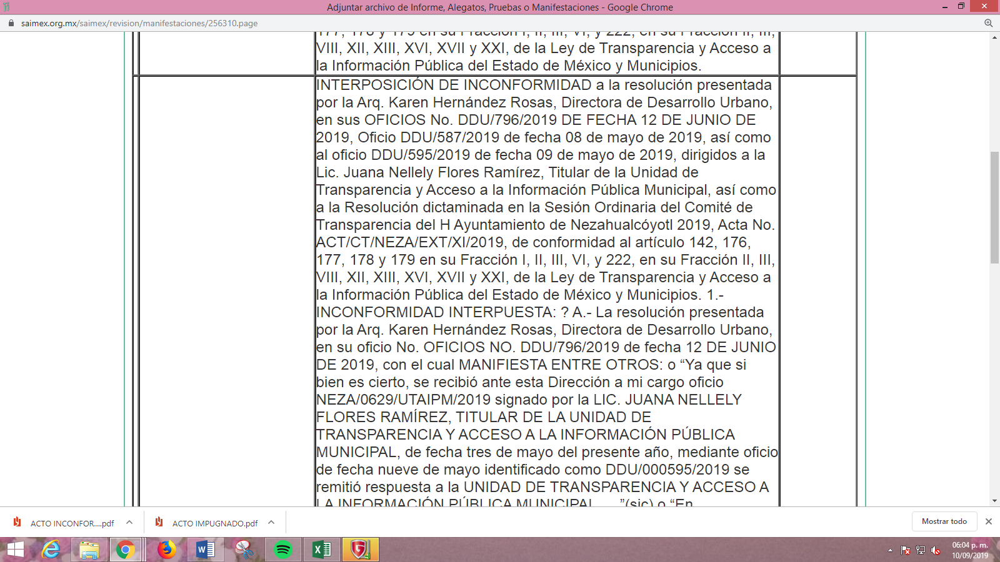 Adjuntar archivo de Informe, Alegatos, Pruebas o Manifestaciones - Google Chrome
saimex.org.mx/saimex/revision/manifestaciones/256310.page
177, 178 y 179 en su Fracción I, II, III, VI, y 222, en su Fracción II, III,
VIII, XII, XIII, XVI, XVII y XXI, de la Ley de Transparencia y Acceso a
la Información Pública del Estado de México y Municipios.
INTERPOSICIÓN DE INCONFORMIDAD a la resolución presentada
por la Arq. Karen Hernández Rosas, Directora de Desarrollo Urbano,
en sus OFICIOS No. DDU/796/2019 DE FECHA 12 DE JUNIO DE
2019, Oficio DDU/587/2019 de fecha 08 de mayo de 2019, así como
al oficio DDU/595/2019 de fecha 09 de mayo de 2019, dirigidos a la
Lic. Juana Nellely Flores Ramírez, Titular de la Unidad de
Transparencia y Acceso a la Información Pública Municipal, así como
a la Resolución dictaminada en la Sesión Ordinaria del Comité de
Transparencia del H Ayuntamiento de Nezahualcóyotl 2019, Acta No.
ACT/CT/NEZA/EXT/XI/2019, de conformidad al artículo 142, 176,
177, 178 y 179 en su Fracción I, II, III, VI, y 222, en su Fracción II, III,
VIII, XII, XIII, XVI, XVII y XXI, de la Ley de Transparencia y Acceso a
la Información Pública del Estado de México y Municipios. 1.-
INCONFORMIDAD INTERPUESTA: ? A.- La resolución presentada
por la Arq. Karen Hernández Rosas, Directora de Desarrollo Urbano,
en su oficio No. OFICIOS NO. DDU/796/2019 de fecha 12 DE JUNIO
DE 2019, con el cual MANIFIESTA ENTRE OTROS: o “Ya que si
bien es cierto, se recibió ante esta Dirección a mi cargo oficio
NEZA/0629/UTAIPM/2019 signado por la LIC. JUANA NELLELY
FLORES RAMÍREZ, TITULAR DE LA UNIDAD DE
TRANSPARENCIA Y ACCESO A LA INFORMACIÓN PÚBLICA
MUNICIPAL, de fecha tres de mayo del presente año, mediante oficio
de fecha nueve de mayo identificado como DDU/000595/2019 se
remitió respuesta a la UNIDAD DE TRANSPARENCIA Y ACCESO A
LA INFORMACIÓN PÚBLICA MUNICIPAL ... ”(sic) o “En
ACTO INCONFOR....pdf
ACTO IMPUGNADO.pdf
Mostrar todo
06:04 p. m.
10/09/2019